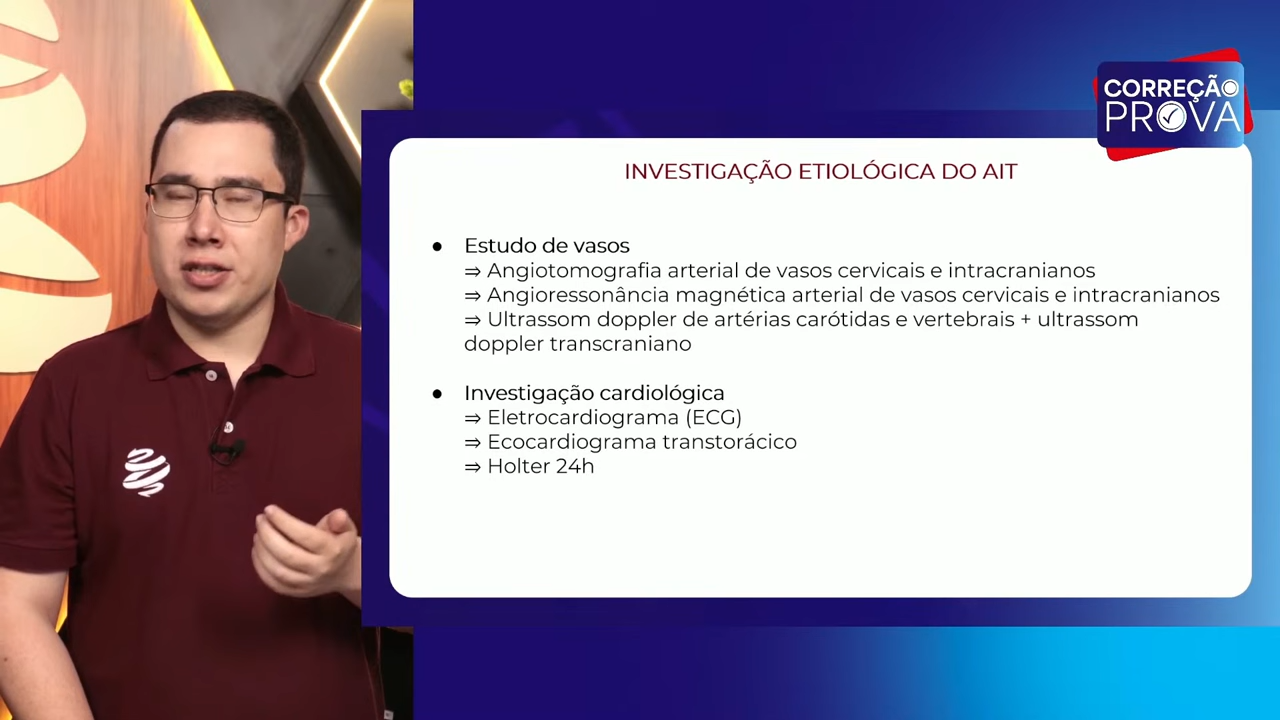 CORREÇÃO
PROVA
INVESTIGAÇÃO ETIOLÓGICA DO AIT
● Estudo de vasos
⇒ Angiotomografia arterial de vasos cervicais e intracranianos
⇒ Angioressonância magnética arterial de vasos cervicais e intracranianos
⇒ Ultrassom doppler de artérias carótidas e vertebrais + ultrassom
doppler transcraniano
● Investigação cardiológica
⇒ Eletrocardiograma (ECG)
⇒ Ecocardiograma transtorácico
⇒ Holter 24h